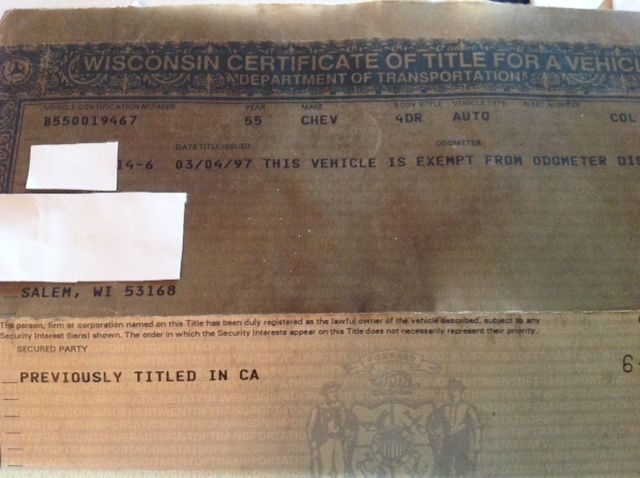 WISCONSIN CERTIFICATE OF TITLE FOR A VEHICL
DEPARTMENT OF TRANSPORTATION
VEHICLE IDENTIFICATION NUMBER YEAR MAKE BODY STYLE VEHICLE TYPE FLEET NUMBER
B550019467 55 CHEV 4DR AUTO COL
DATE TITLE ISSUED ODOMETER
14-6 03/04/97 THIS VEHICLE IS EXEMPT FROM ODOMETER DIS
SALEM, WI 53168
The person, firm or corporation named on this Title has been duly registered as the lawful owner of the vehicle described, subject to any
Security Interest (liens) shown. The order in which the Security Interests appear on this Title does not necessarily represent their priority.
SECURED PARTY
PREVIOUSLY TITLED IN CA
6-
FORWARD